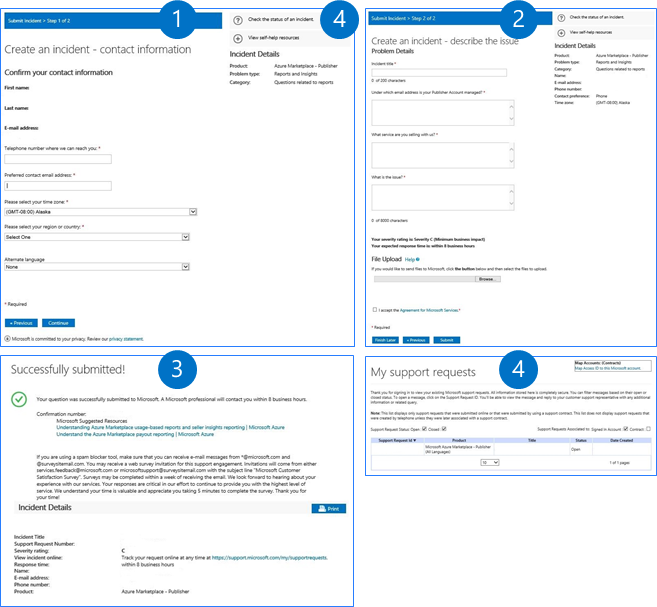 Submit Incident > Step 1 of 2
1
Check the status of an incident.
4
View self-help resources
Create an incident - contact information
Incident Details
Product: Azure Marketplace - Publisher
Problem type: Reports and Insights
Category: Questions related to reports
Confirm your contact information
First name:
Last name:
E-mail address:
Telephone number where we can reach you: *
Preferred contact email address: *
Please select your time zone: *
(GMT-09:00) Alaska
Please select your region or country: *
Select One
Alternate language
None
* Required
« Previous
Continue
Microsoft is committed to your privacy. Review our privacy statement.
Submit Incident > Step 2 of 2
2
Check the status of an incident.
View self-help resources
Create an incident - describe the issue
Problem Details
Incident Details
Product: Azure Marketplace - Publisher
Problem type: Reports and Insights
Category: Questions related to reports
Name:
E-mail address:
Phone number:
Contact preference: Phone
Time zone: (GMT-09:00) Alaska
Incident title *
0 of 200 characters
Under which email address is your Publisher Account managed? *
What service are you selling with us? *
What is the issue? *
0 of 8000 characters
Your severity rating is: Severity C (Minimum business impact)
Your expected response time is: within 8 business hours
File Upload Help
If you would like to send files to Microsoft, click the button below and then select the files to upload.
Browse...
I accept the Agreement for Microsoft Services *
* Required
Finish Later
« Previous
Submit
Successfully submitted!
3
Your question was successfully submitted to Microsoft. A Microsoft professional will contact you within 8 business hours.
Confirmation number:
Microsoft Suggested Resources
Understanding Azure Marketplace usage-based reports and seller insights reporting | Microsoft Azure
Understand the Azure Marketplace payout reporting | Microsoft Azure
If you are using a spam blocker tool, make sure that you can receive e-mail messages from *@microsoft.com and
@surveysitemail.com. You may receive a web survey invitation for this support engagement. Invitations will come from either
services.feedback@microsoft.com or microsoftsupport@surveysitemail.com with the subject line "Microsoft Customer
Satisfaction Survey". Surveys may be completed within a week of receiving the email. We look forward to hearing about your
experience with our services. Your responses are critical in our effort to continue to provide you with the highest level of
service. We understand your time is valuable and appreciate you taking 5 minutes to complete the survey. Thank you for
your time!
Incident Details
Print
Incident Title
Support Request Number:
Severity rating: C
View incident online: Track your request online at any time at https://support.microsoft.com/my/supportrequests.
Response time: within 8 business hours
Name:
E-mail address:
Phone number:
Product: Azure Marketplace - Publisher
My support requests
4
Map Accounts: (Contracts)
Map Access ID to the Microsoft account.
Thank you for signing in to view your existing Microsoft support requests. All information stored here is completely secure. You can filter messages based on their open or
closed status. To open a message, click on the Support Request ID. You'll be able to view the message and reply to your customer support representative with any additional
information or related query.
Note: This list displays only support requests that were submitted online or that were submitted by using a support contract. This list does not display support requests that
were created by telephone unless they were later associated with a support contract.
Support Request Status: Open Closed
Support Requests Associated to: Signed in Account Contract
Support Request Id Product Title Status Date Created
Microsoft Azure Marketplace - Publisher
(All Languages)
Open
10
1 of 1 pages